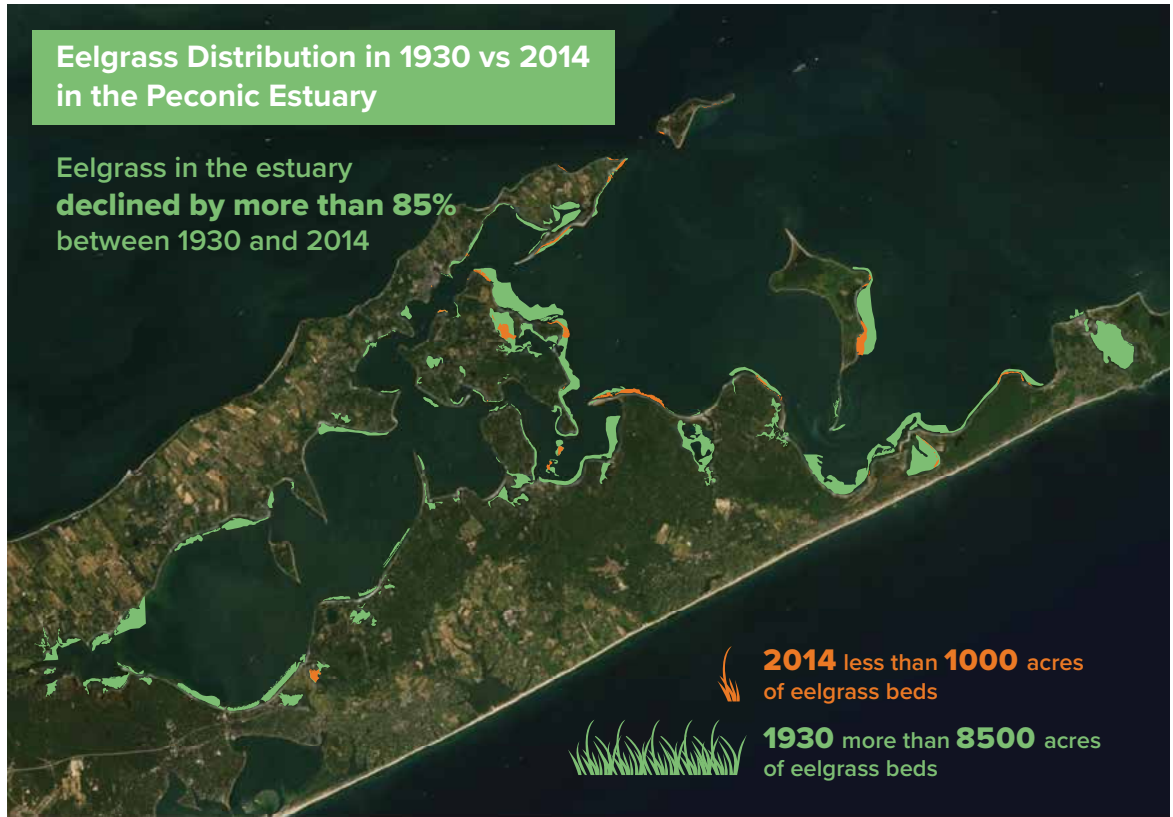 Eelgrass Distribution in 1930 vs 2014
in the Peconic Estuary
Eelgrass in the estuary
declined by more than 85%
between 1930 and 2014
2014 less than 1000 acres
of eelgrass beds
1930 more than 8500 acres
of eelgrass beds